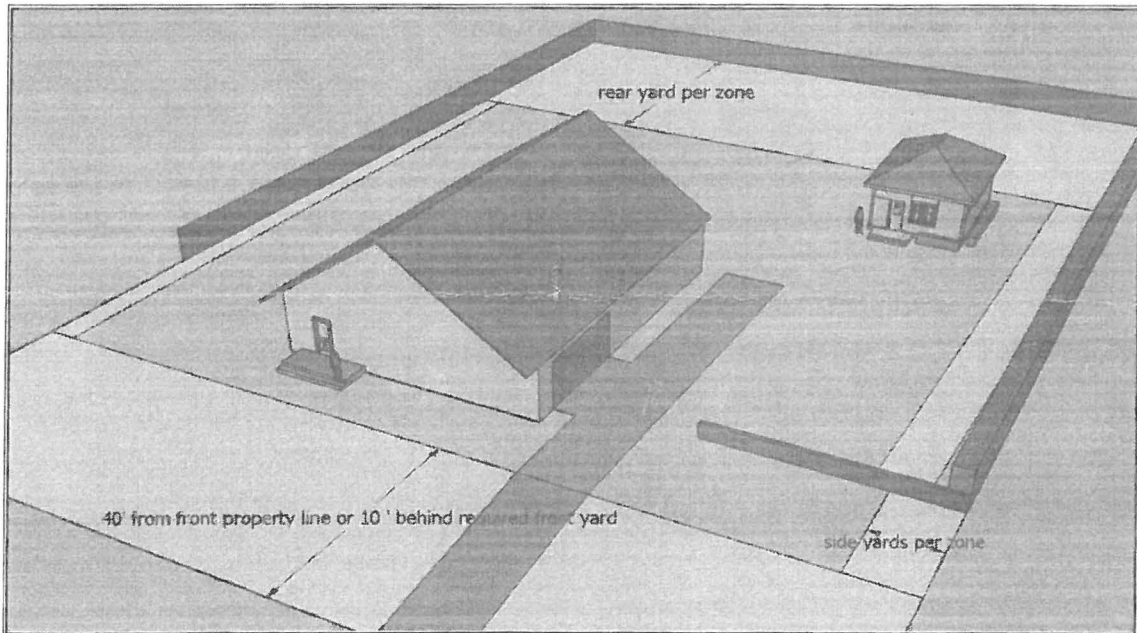 rear yard per zone
40' from front property line or 10 ' behind required front yard
side yards per zone